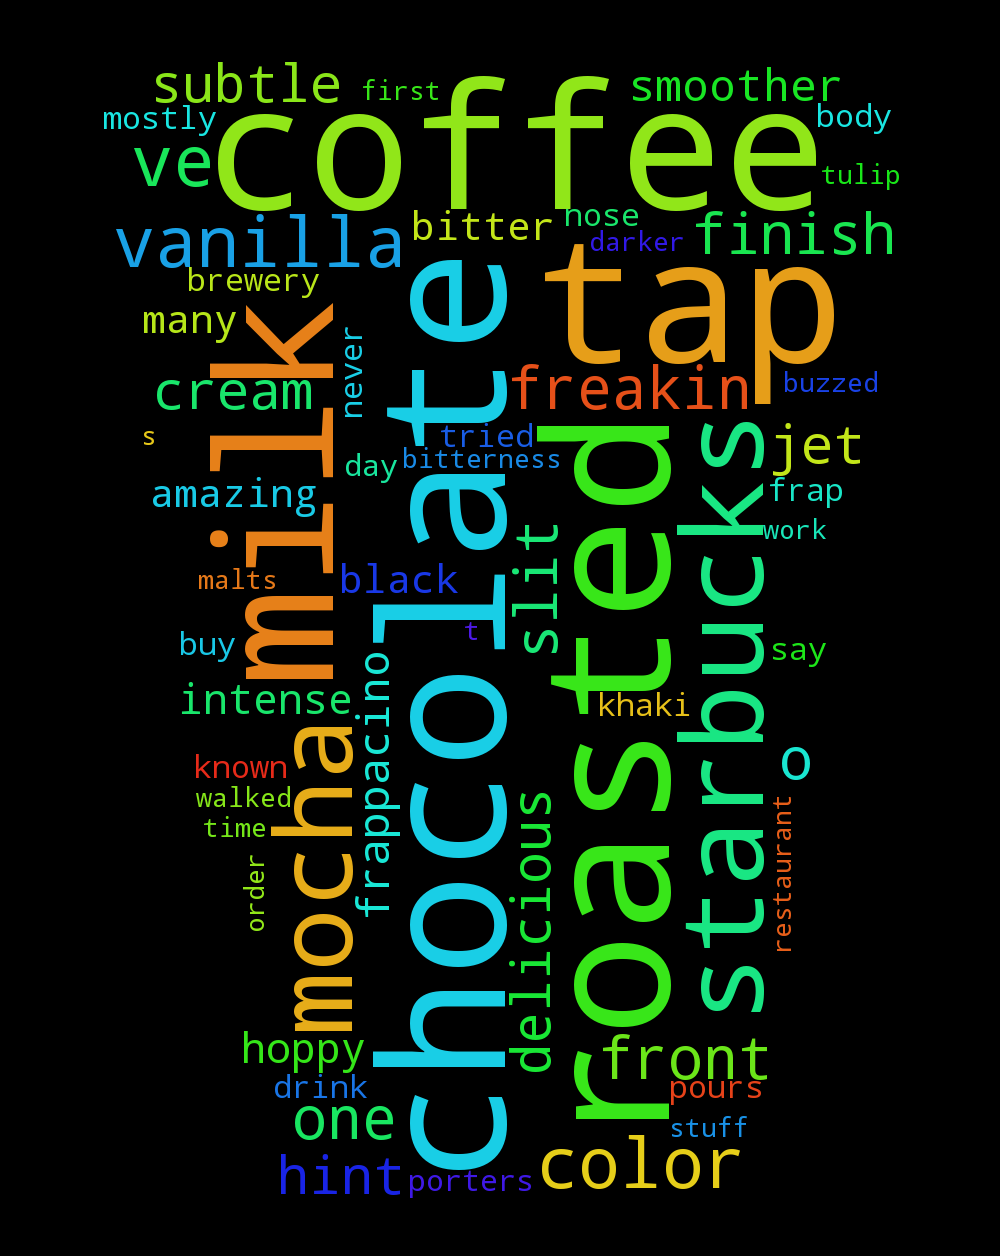 subtle
first
smoother
mostly
coffee
body
ve
tulip
vanilla
bitter
hose
darker
finish
brewery
tap
many
never
milk
chocolate
cream
freakin
buzzed
s
tried
day
bitterness
roasted
starbucks
jet
amazing
frap
work
slit
malts
black
t
buy
say
intense
frappacino
khaki
mocha
known
o
walked
time
delicious
restaurant
order
hoppy
front
drink
pours
one
stuff
hint
porters
color